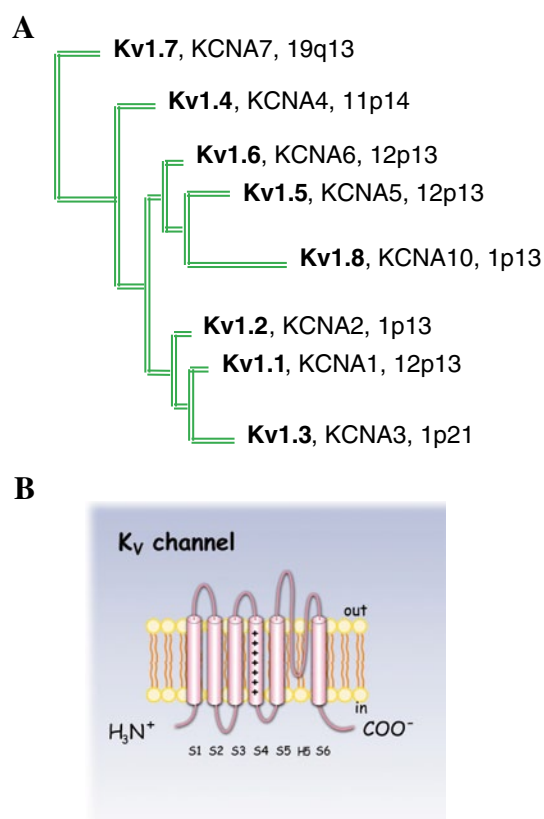 A
Kv1.7, KCNA7, 19q13
Kv1.4, KCNA4, 11p14
Kv1.6, KCNA6, 12p13
Kv1.5, KCNA5, 12p13
Kv1.8, KCNA10, 1p13
Kv1.2, KCNA2, 1p13
Kv1.1, KCNA1, 12p13
Kv1.3, KCNA3, 1p21
B
Kv channel
out
+ + + + + + + +
in
H₃N⁺
COO⁻
S1 S2 S3 S4 S5 H5 S6